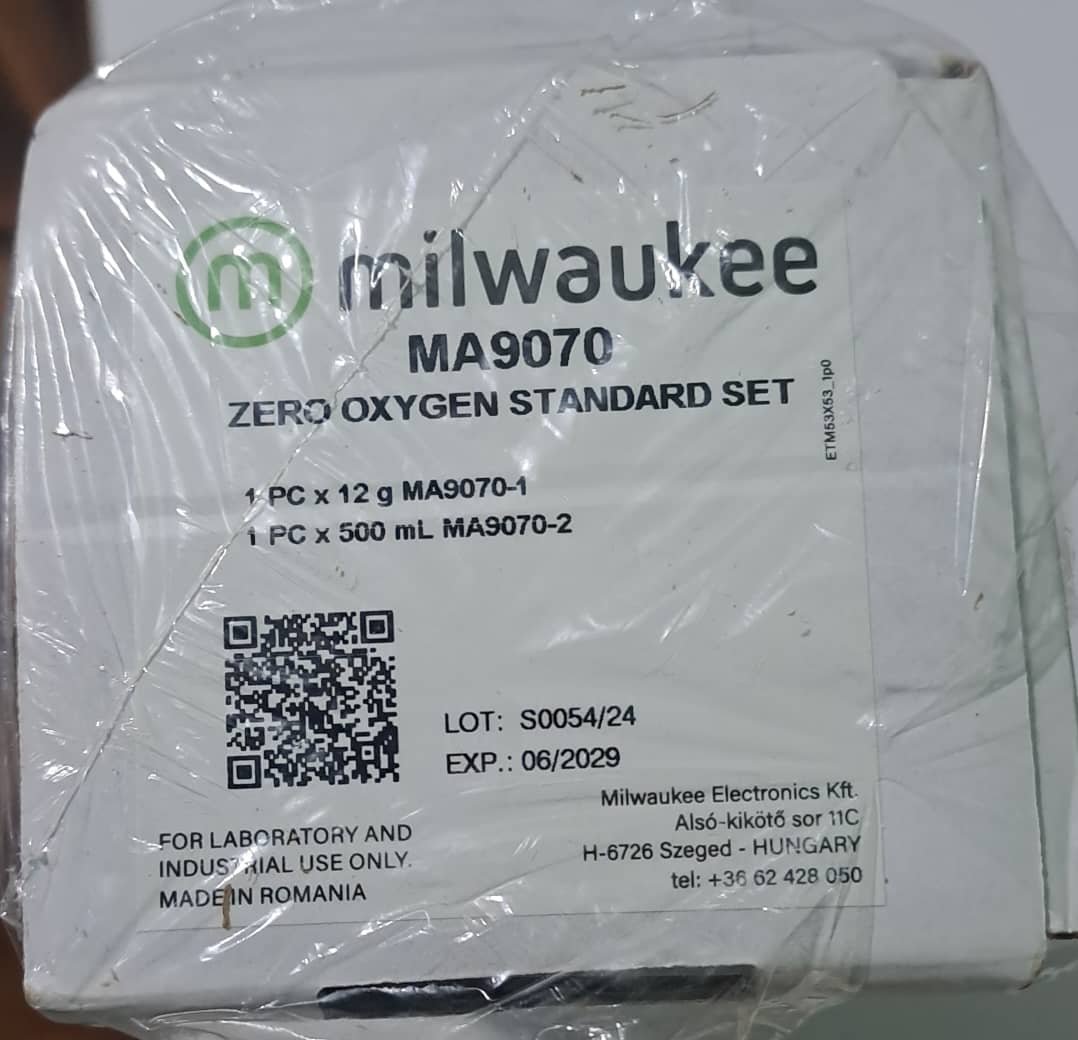 m milwaukee
MA9070
ZERO OXYGEN STANDARD SET
ETM53X53_1p0
1 PC x 12 g MA9070-1
1 PC x 500 mL MA9070-2
LOT: S0054/24
EXP.: 06/2029
FOR LABORATORY AND
INDUSTRIAL USE ONLY.
MADE IN ROMANIA
Milwaukee Electronics Kft.
Alsó-kikötő sor 11C
H-6726 Szeged - HUNGARY
tel: +36 62 428 050